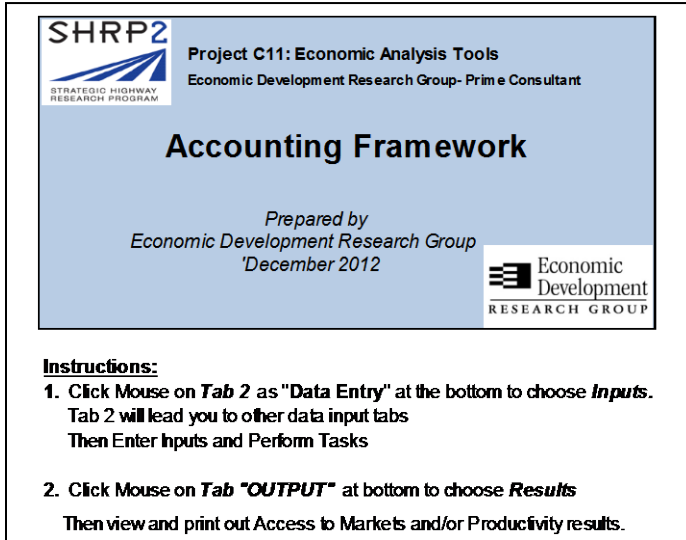 SHRP2
STRATEGIC HIGHWAY
RESEARCH PROGRAM
Project C11: Economic Analysis Tools
Economic Development Research Group- Prime Consultant
Accounting Framework
Prepared by
Economic Development Research Group
'December 2012
Economic
Development
RESEARCH GROUP
Instructions:
1. Click Mouse on Tab 2 as "Data Entry" at the bottom to choose Inputs.
Tab 2 will lead you to other data input tabs
Then Enter Inputs and Perform Tasks
2. Click Mouse on Tab "OUTPUT" at bottom to choose Results
Then view and print out Access to Markets and/or Productivity results.